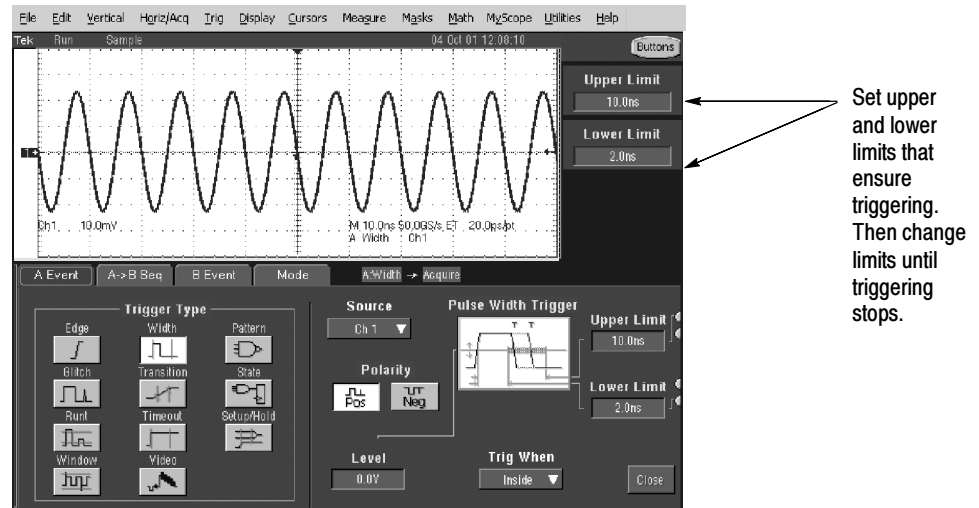 File Edit Vertical Horiz/Acq Trig Display Cursors Measure Masks Math MyScope Utilities Help
Tek Run Sample 04 Oct 01 12:08:10 Buttons
Upper Limit
10.0ns
Lower Limit
2.0ns
Set upper
and lower
limits that
ensure
triggering.
Then change
limits until
triggering
stops.
Ch1 10.0mV M 10.0ns 50.0GS/s ET 20.0ps/pt
A Width Ch1
A Event A->B Seq B Event Mode A:Width → Acquire
Trigger Type
Edge Width Pattern
Glitch Transition State
Runt Timeout Setup/Hold
Window Video
Source
Ch 1
Polarity
Pos Neg
Level
0.0V
Pulse Width Trigger
T T
Upper Limit
10.0ns
Lower Limit
2.0ns
Trig When
Inside
Close